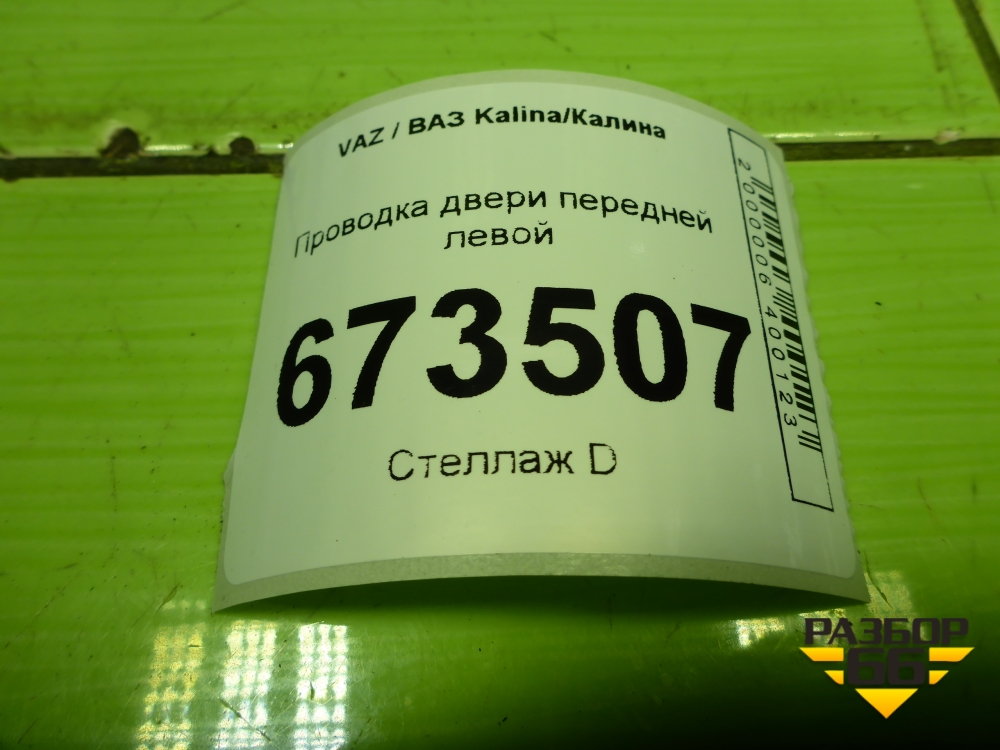 VAZ / ВАЗ Kalina/Калина
Проводка двери передней
левой
673507
Стеллаж D
2000006400123
РАЗБОР
66